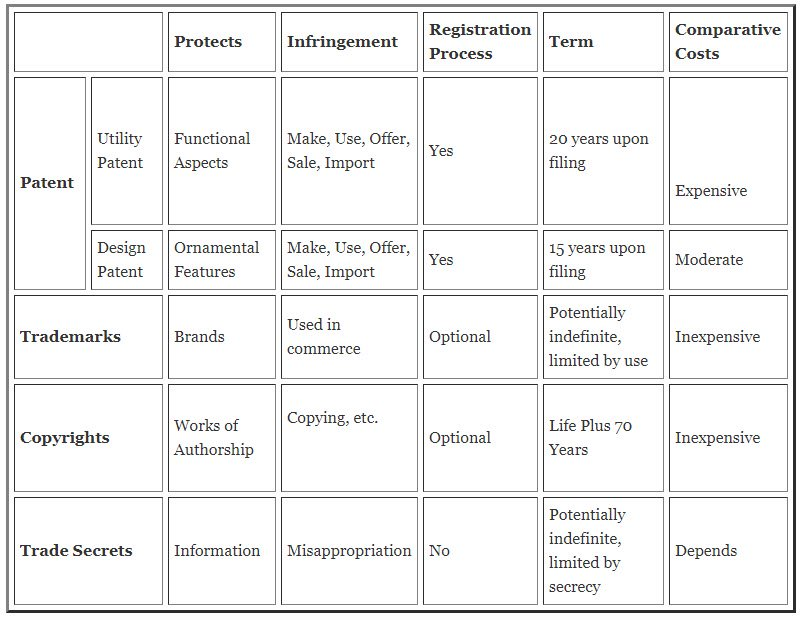 Protects
Infringement
Registration
Process
Term
Comparative
Costs
Patent
Utility
Patent
Functional
Aspects
Make, Use, Offer,
Sale, Import
Yes
20 years upon
filing
Expensive
Design
Patent
Ornamental
Features
Make, Use, Offer,
Sale, Import
Yes
15 years upon
filing
Moderate
Trademarks
Brands
Used in
commerce
Optional
Potentially
indefinite,
limited by use
Inexpensive
Copyrights
Works of
Authorship
Copying, etc.
Optional
Life Plus 70
Years
Inexpensive
Trade Secrets
Information
Misappropriation
No
Potentially
indefinite,
limited by
secrecy
Depends